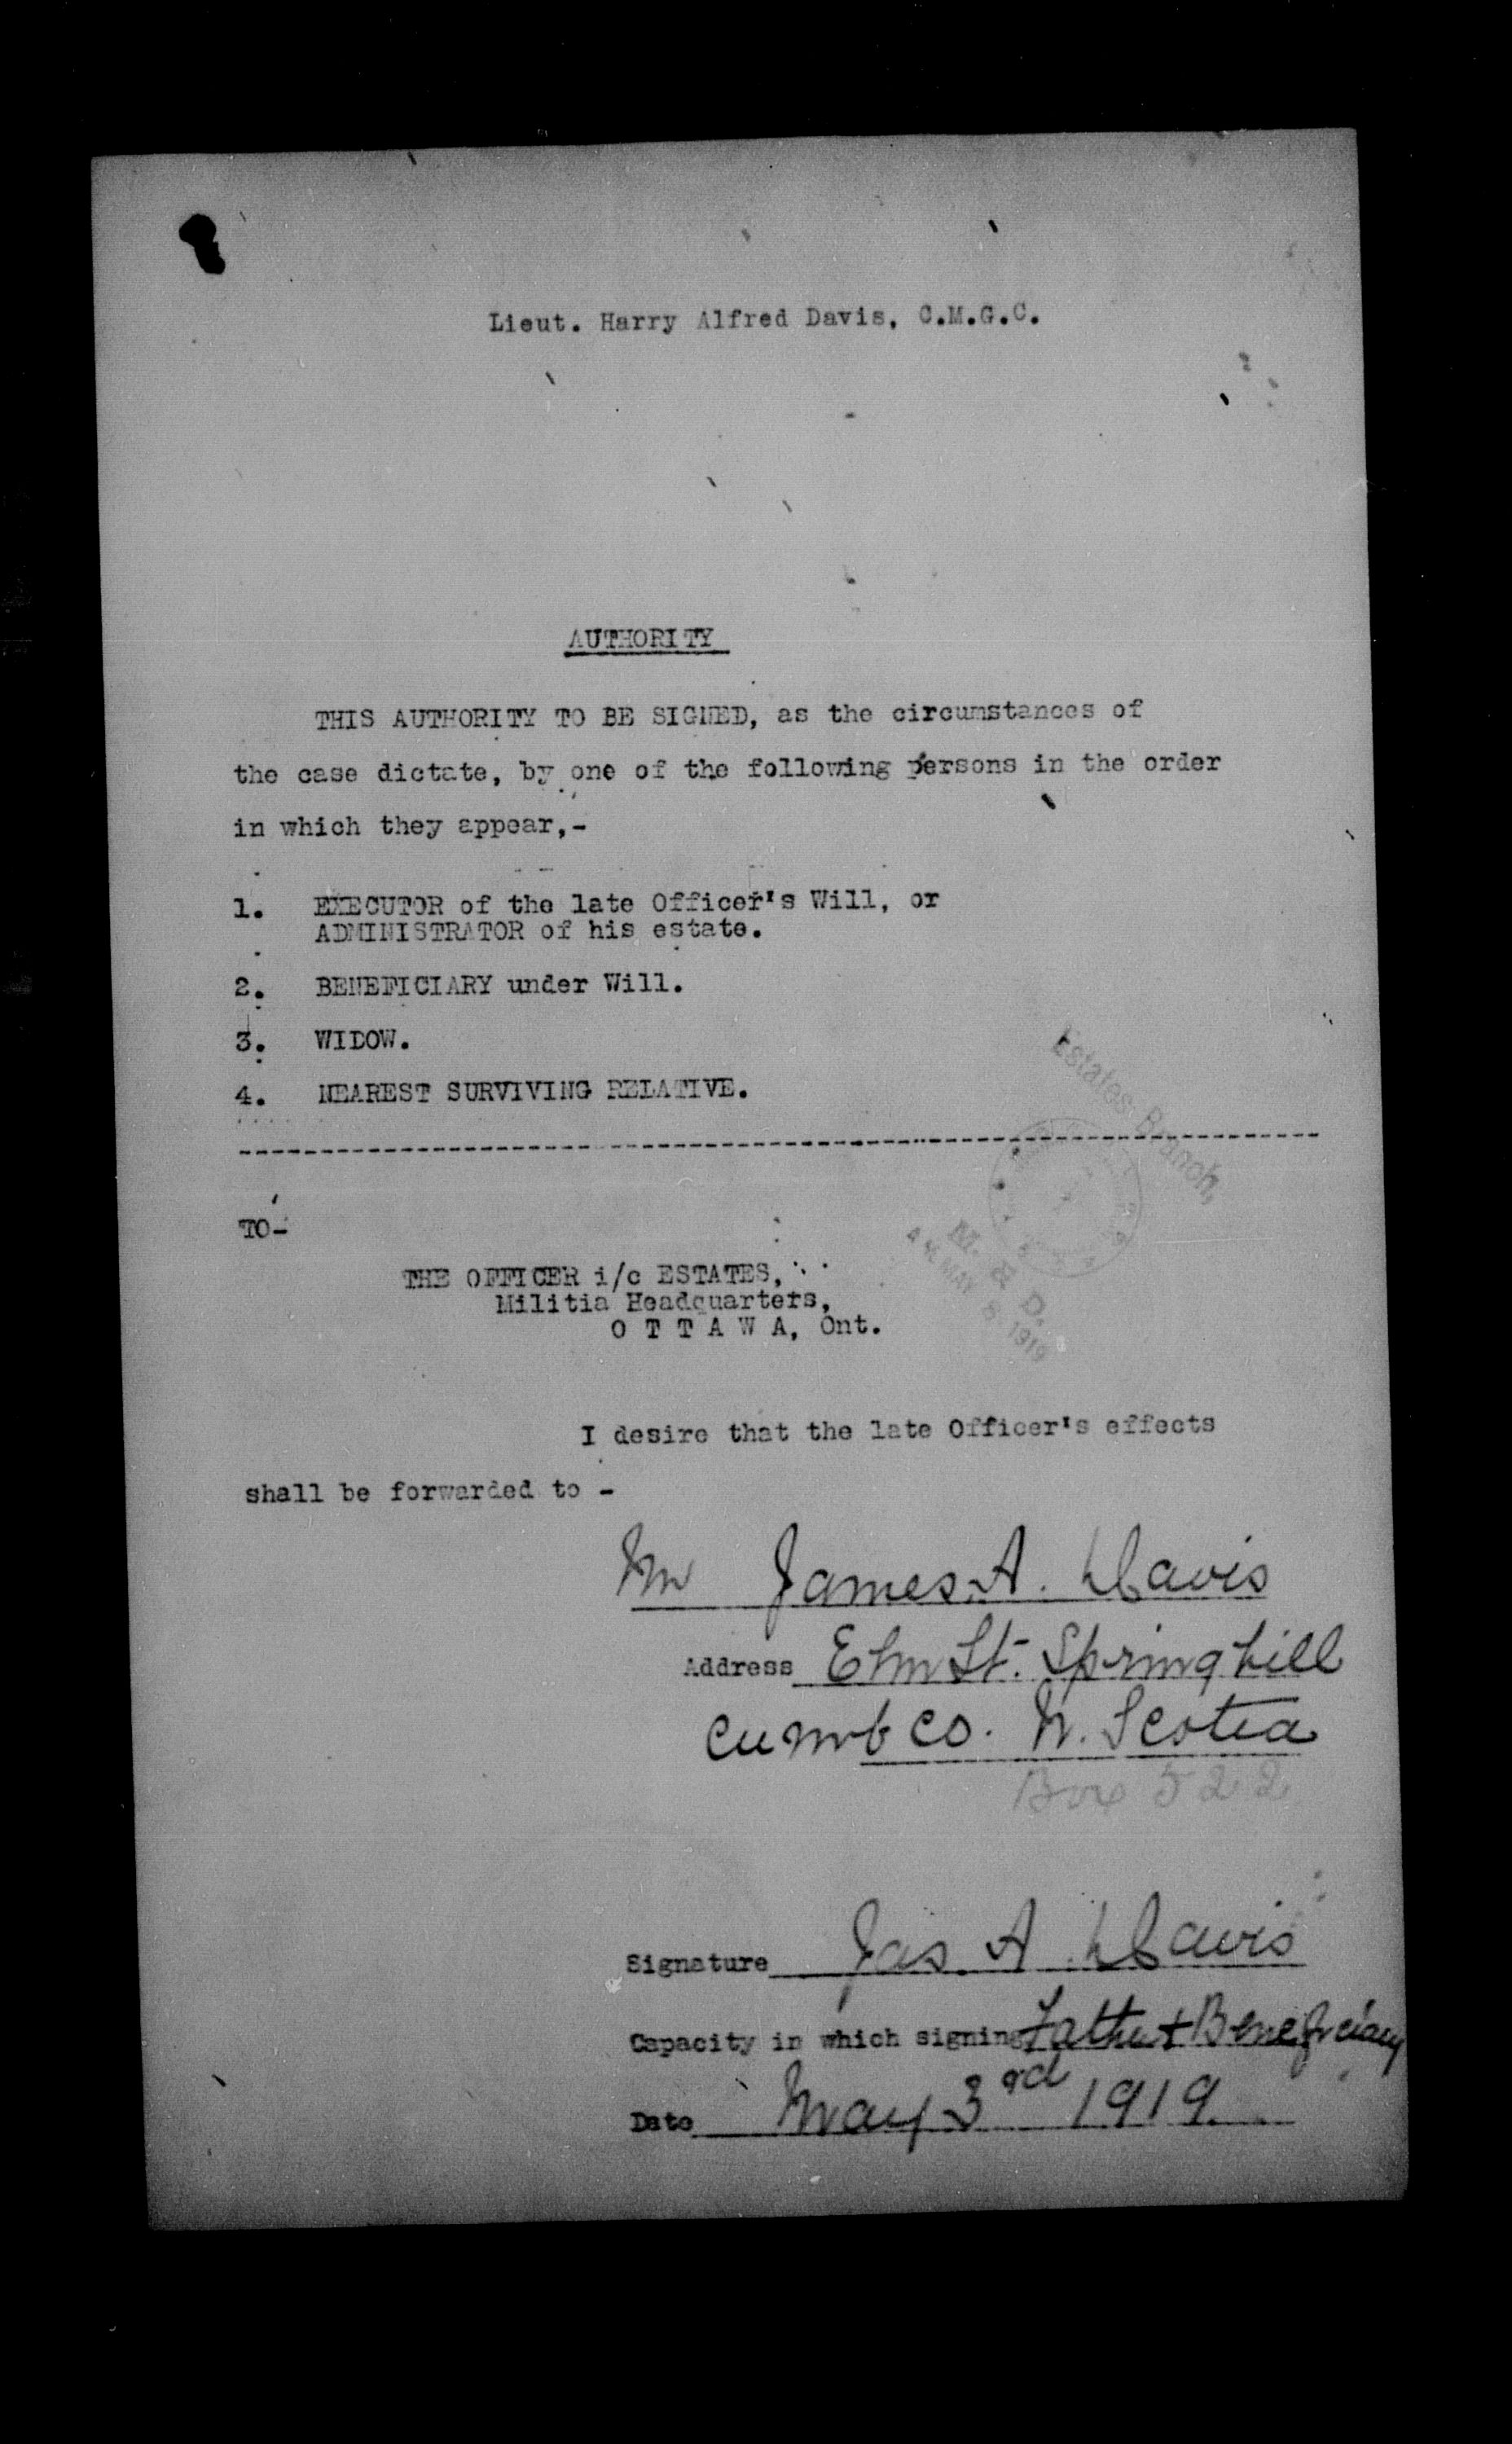 Lieut. Harry Alfred Davis, C.M.G.C.
AUTHORITY
THIS AUTHORITY TO BE SIGNED, as the circumstances of
the case dictate, by one of the following persons in the order
in which they appear,-
1. EXECUTOR of the late Officer's Will, or
ADMINISTRATOR of his estate.
2. BENEFICIARY under Will.
3. WIDOW.
4. NEAREST SURVIVING RELATIVE.
Estates Branch,
M. & D.
MAY 8 1919
TO-
THE OFFICER i/c ESTATES,
Militia Headquarters,
O T T A W A, Ont.
I desire that the late Officer's effects
shall be forwarded to -
Mr James A. Davis
Address Elm St. Springhill
Cumb Co. N. Scotia
Box 522
Signature Jas A. Davis
Capacity in which signing Father + Beneficiary
Date May 3rd 1919